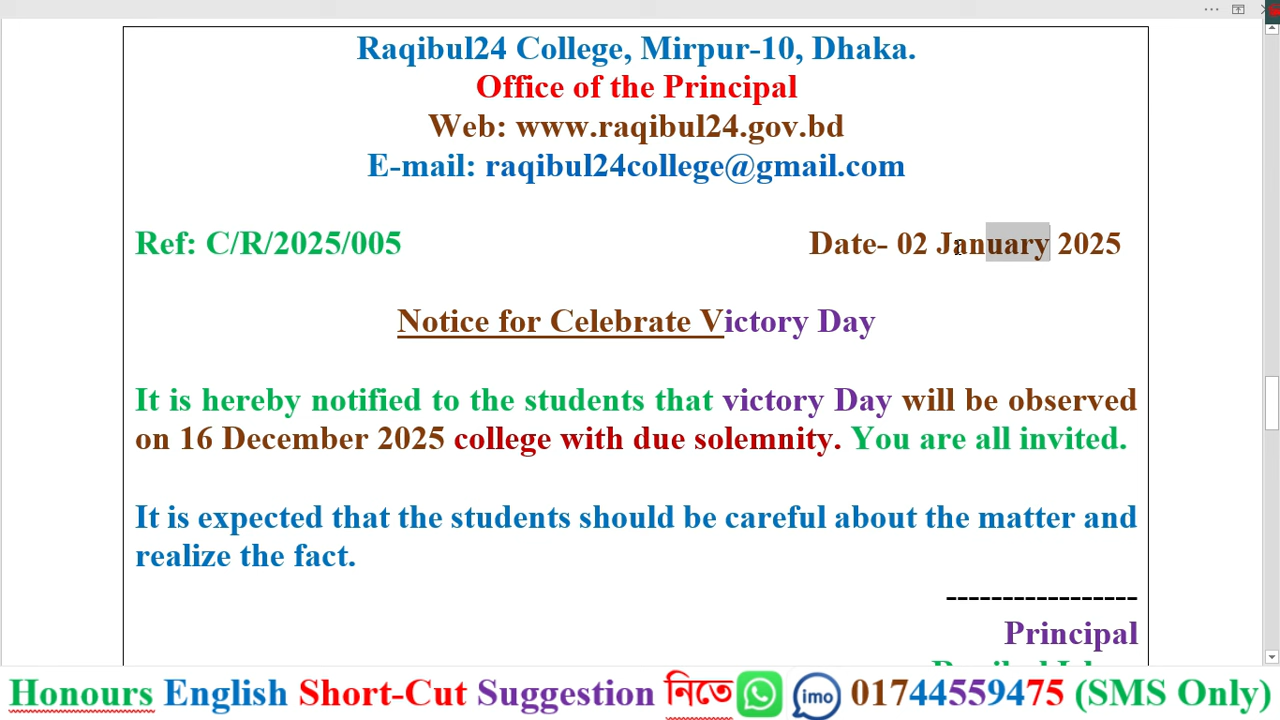 Raqibul24 College, Mirpur-10, Dhaka.
Office of the Principal
Web: www.raqibul24.gov.bd
E-mail: raqibul24college@gmail.com
Ref: C/R/2025/005 Date- 02 January 2025
Notice for Celebrate Victory Day
It is hereby notified to the students that victory Day will be observed
on 16 December 2025 college with due solemnity. You are all invited.
It is expected that the students should be careful about the matter and
realize the fact.
-----------------
Principal
Honours English Short-Cut Suggestion নিতে imo 01744559475 (SMS Only)